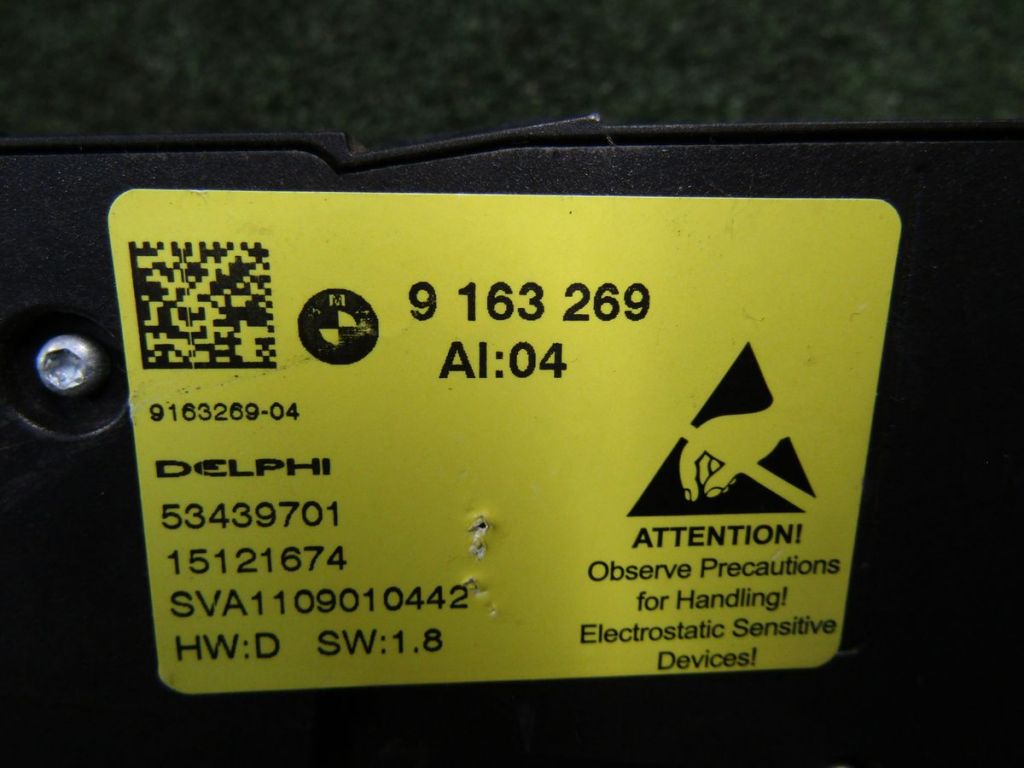 9 163 269
AI:04
9163269-04
DELPHI
53439701
15121674
SVA1109010442
HW:D SW:1.8
ATTENTION!
Observe Precautions
for Handling!
Electrostatic Sensitive
Devices!